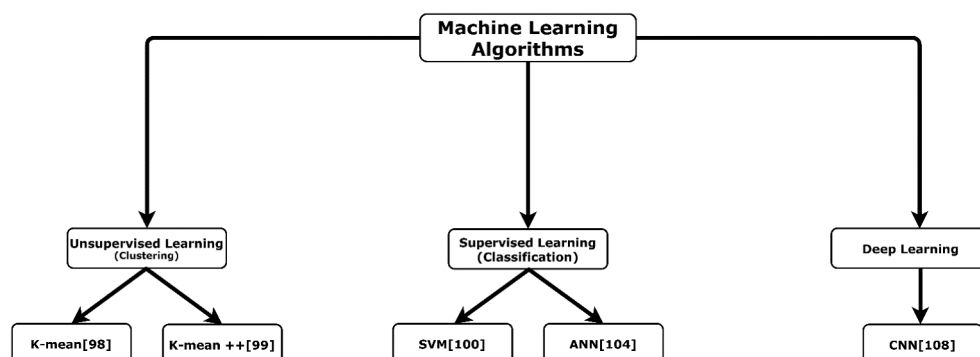 Machine Learning
Algorithms
Unsupervised Learning
(Clustering)
Supervised Learning
(Classification)
Deep Learning
K-mean[98]
K-mean ++[99]
SVM[100]
ANN[104]
CNN[108]